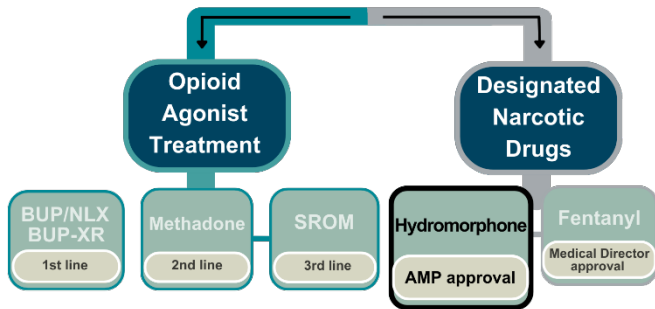 Opioid
Agonist
Treatment
Designated
Narcotic
Drugs
BUP/NLX
BUP-XR
1st line
Methadone
2nd line
SROM
3rd line
Hydromorphone
AMP approval
Fentanyl
Medical Director
approval